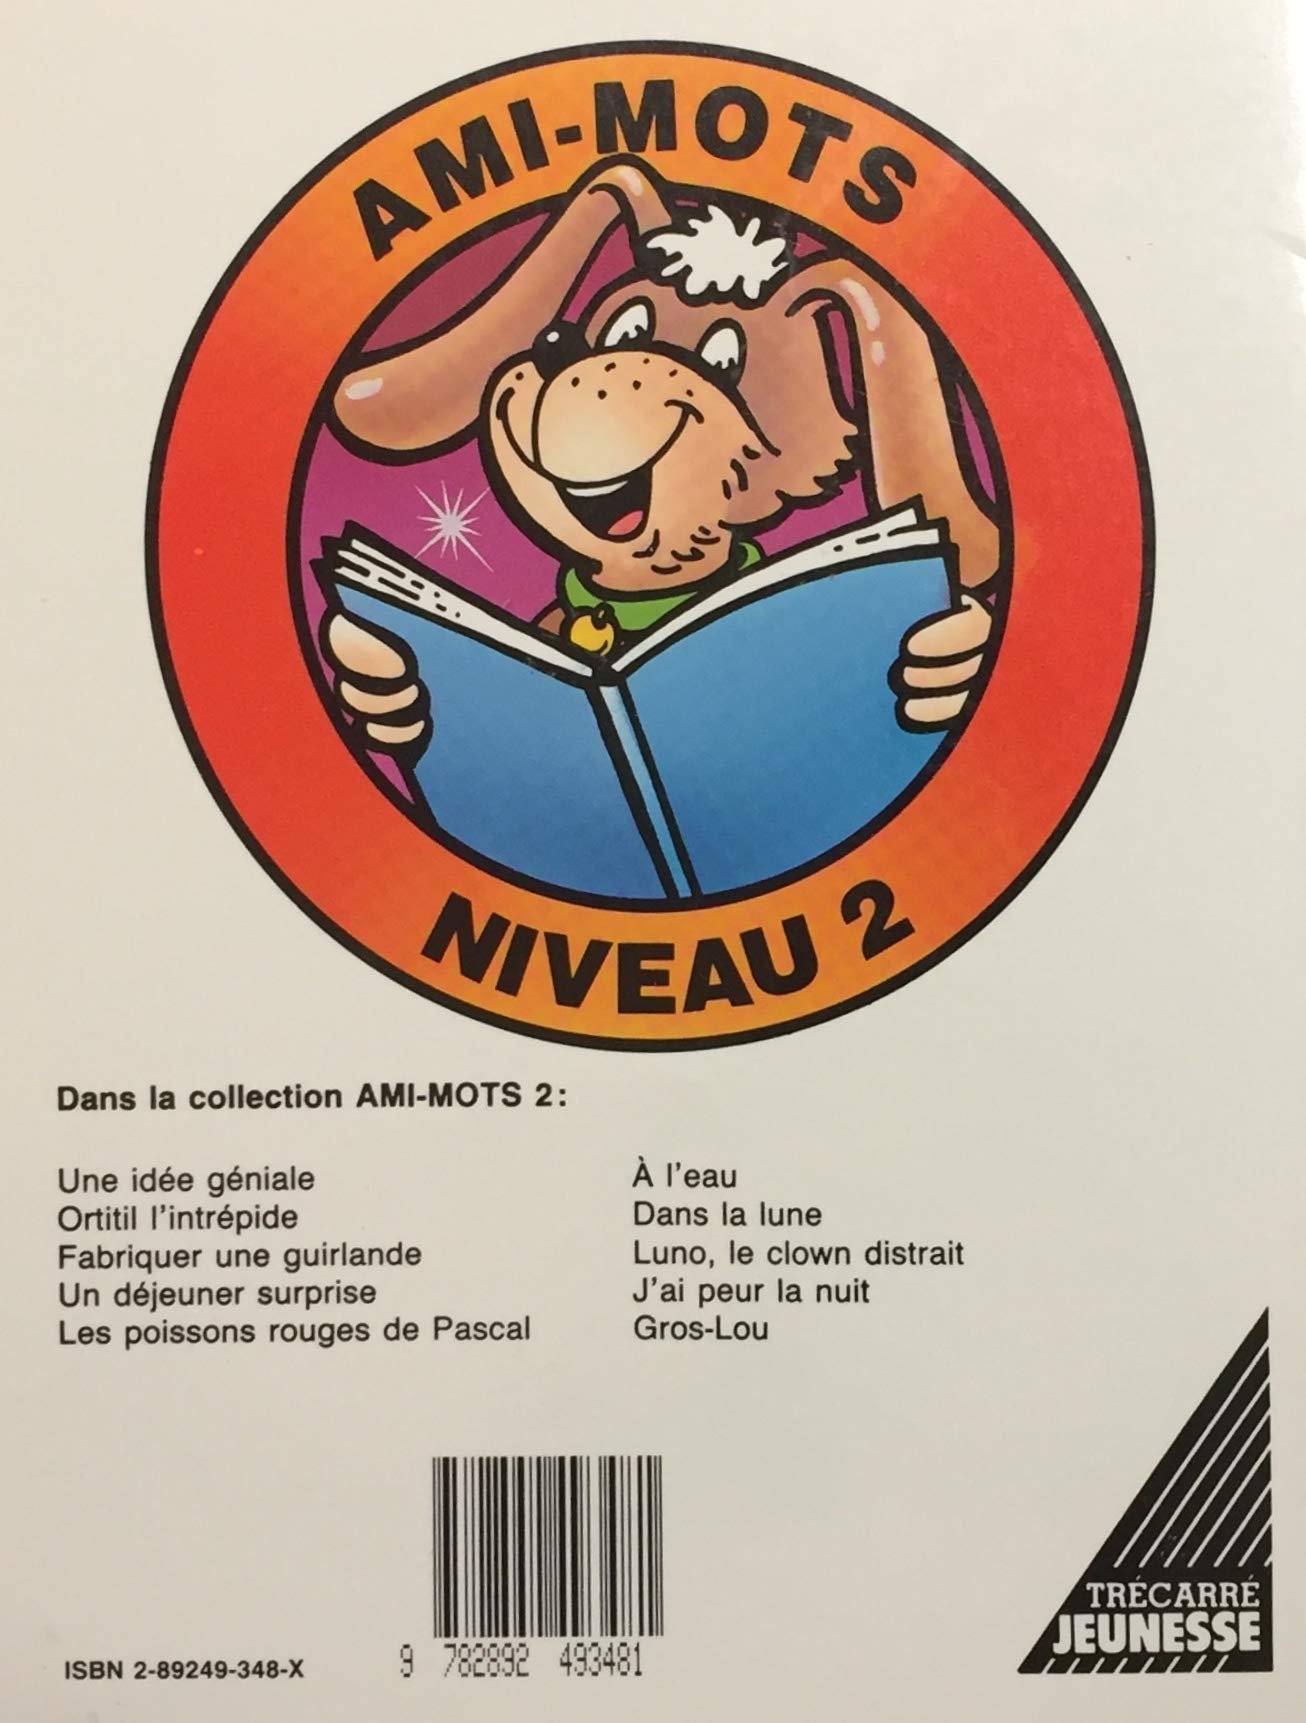 AMI-MOTS
NIVEAU 2
Dans la collection AMI-MOTS 2:
Une idée géniale
Ortitil l'intrépide
Fabriquer une guirlande
Un déjeuner surprise
Les poissons rouges de Pascal
À l'eau
Dans la lune
Luno, le clown distrait
J'ai peur la nuit
Gros-Lou
ISBN 2-89249-348-X
9 782892 493481
TRÉCARRÉ
JEUNESSE